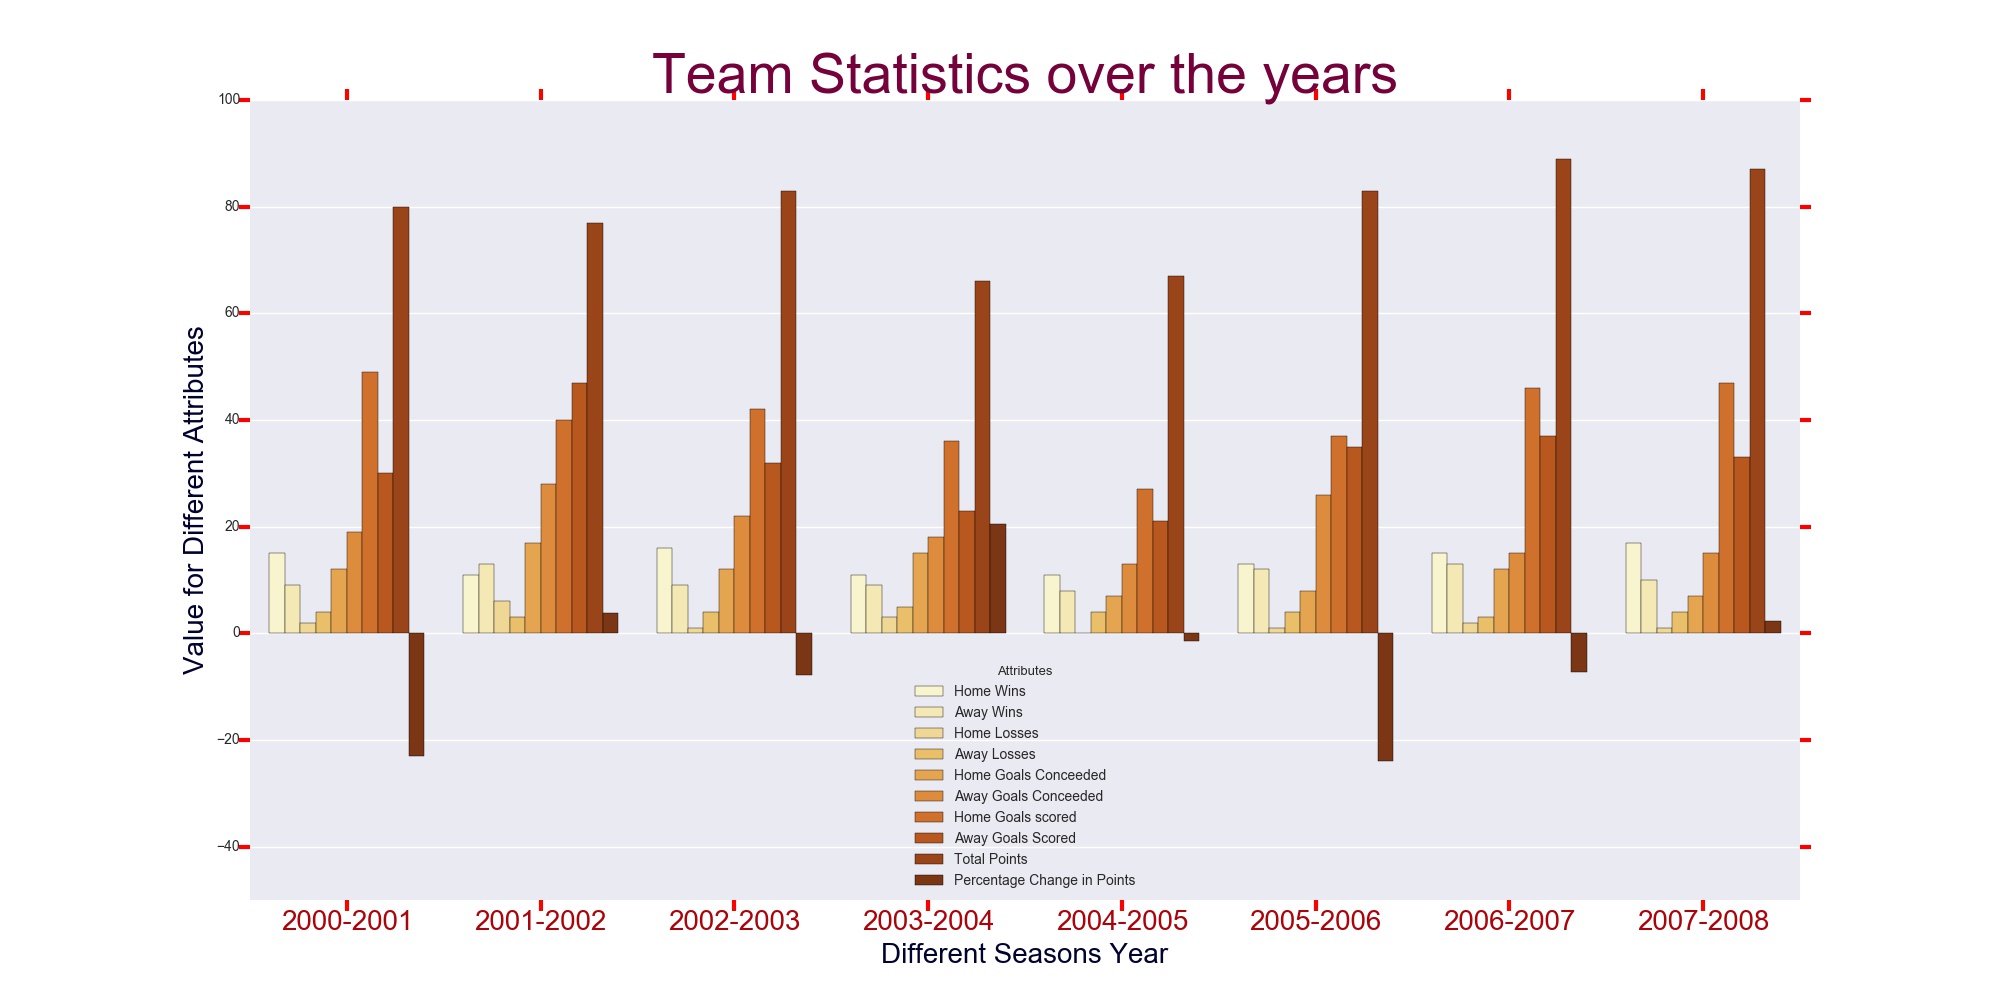 Team Statistics over the years
100
80
60
40
20
0
−20
−40
Value for Different Attributes
Attributes
Home Wins
Away Wins
Home Losses
Away Losses
Home Goals Conceeded
Away Goals Conceeded
Home Goals scored
Away Goals Scored
Total Points
Percentage Change in Points
2000-2001 2001-2002 2002-2003 2003-2004 2004-2005 2005-2006 2006-2007 2007-2008
Different Seasons Year